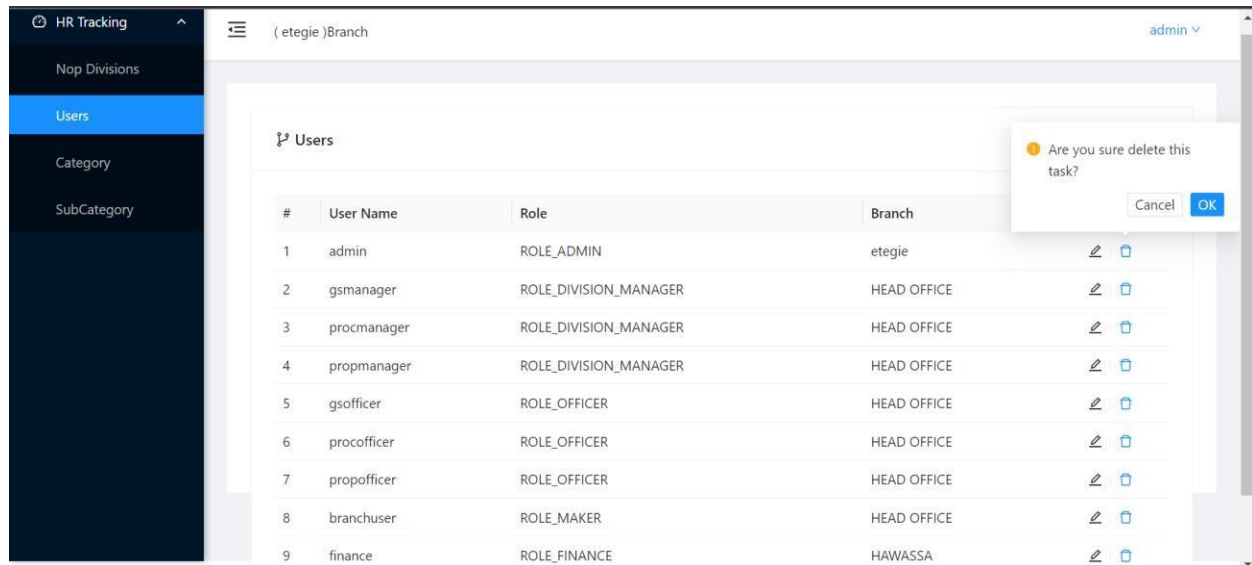 HR Tracking
Nop Divisions
Users
Category
SubCategory
( etegie )Branch
admin
Users
Are you sure delete this
task?
Cancel OK
# User Name Role Branch
1 admin ROLE_ADMIN etegie
2 gsmanager ROLE_DIVISION_MANAGER HEAD OFFICE
3 procmanager ROLE_DIVISION_MANAGER HEAD OFFICE
4 propmanager ROLE_DIVISION_MANAGER HEAD OFFICE
5 gsofficer ROLE_OFFICER HEAD OFFICE
6 procofficer ROLE_OFFICER HEAD OFFICE
7 propofficer ROLE_OFFICER HEAD OFFICE
8 branchuser ROLE_MAKER HEAD OFFICE
9 finance ROLE_FINANCE HAWASSA